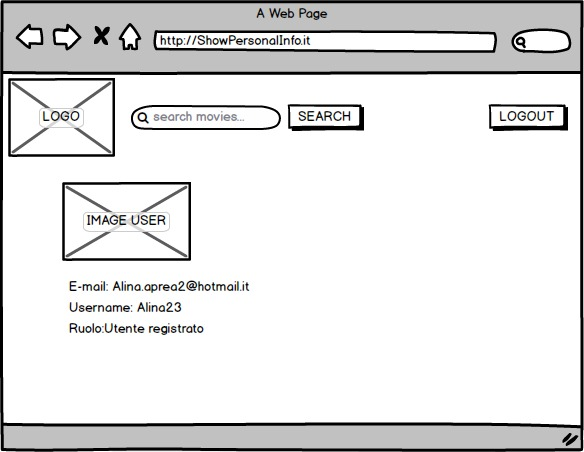 A Web Page
http://ShowPersonalInfo.it
LOGO
search movies...
SEARCH
LOGOUT
IMAGE USER
E-mail: Alina.aprea2@hotmail.it
Username: Alina23
Ruolo:Utente registrato